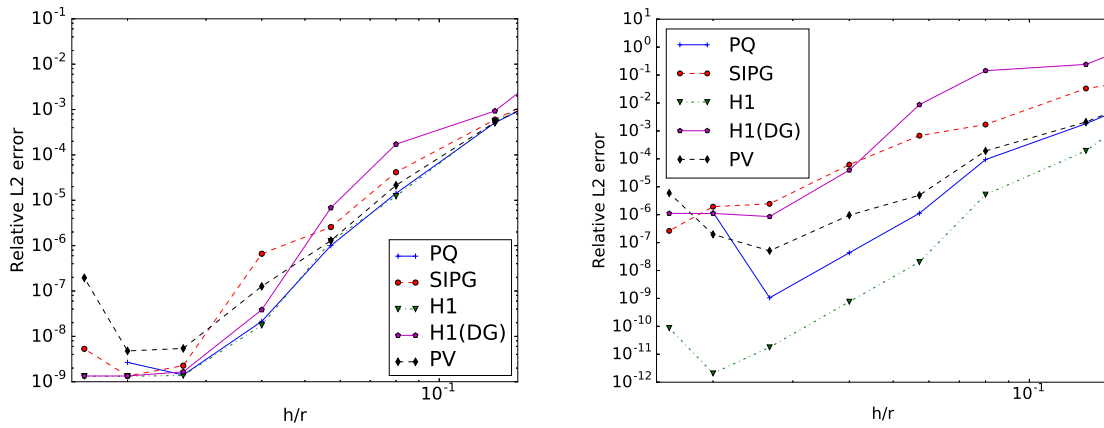 10^-1
10^-2
10^-3
10^-4
10^-5
10^-6
10^-7
10^-8
10^-9
Relative L2 error
PQ
SIPG
H1
H1(DG)
PV
10^-1
h/r
10^1
10^0
10^-1
10^-2
10^-3
10^-4
10^-5
10^-6
10^-7
10^-8
10^-9
10^-10
10^-11
10^-12
Relative L2 error
PQ
SIPG
H1
H1(DG)
PV
10^-1
h/r